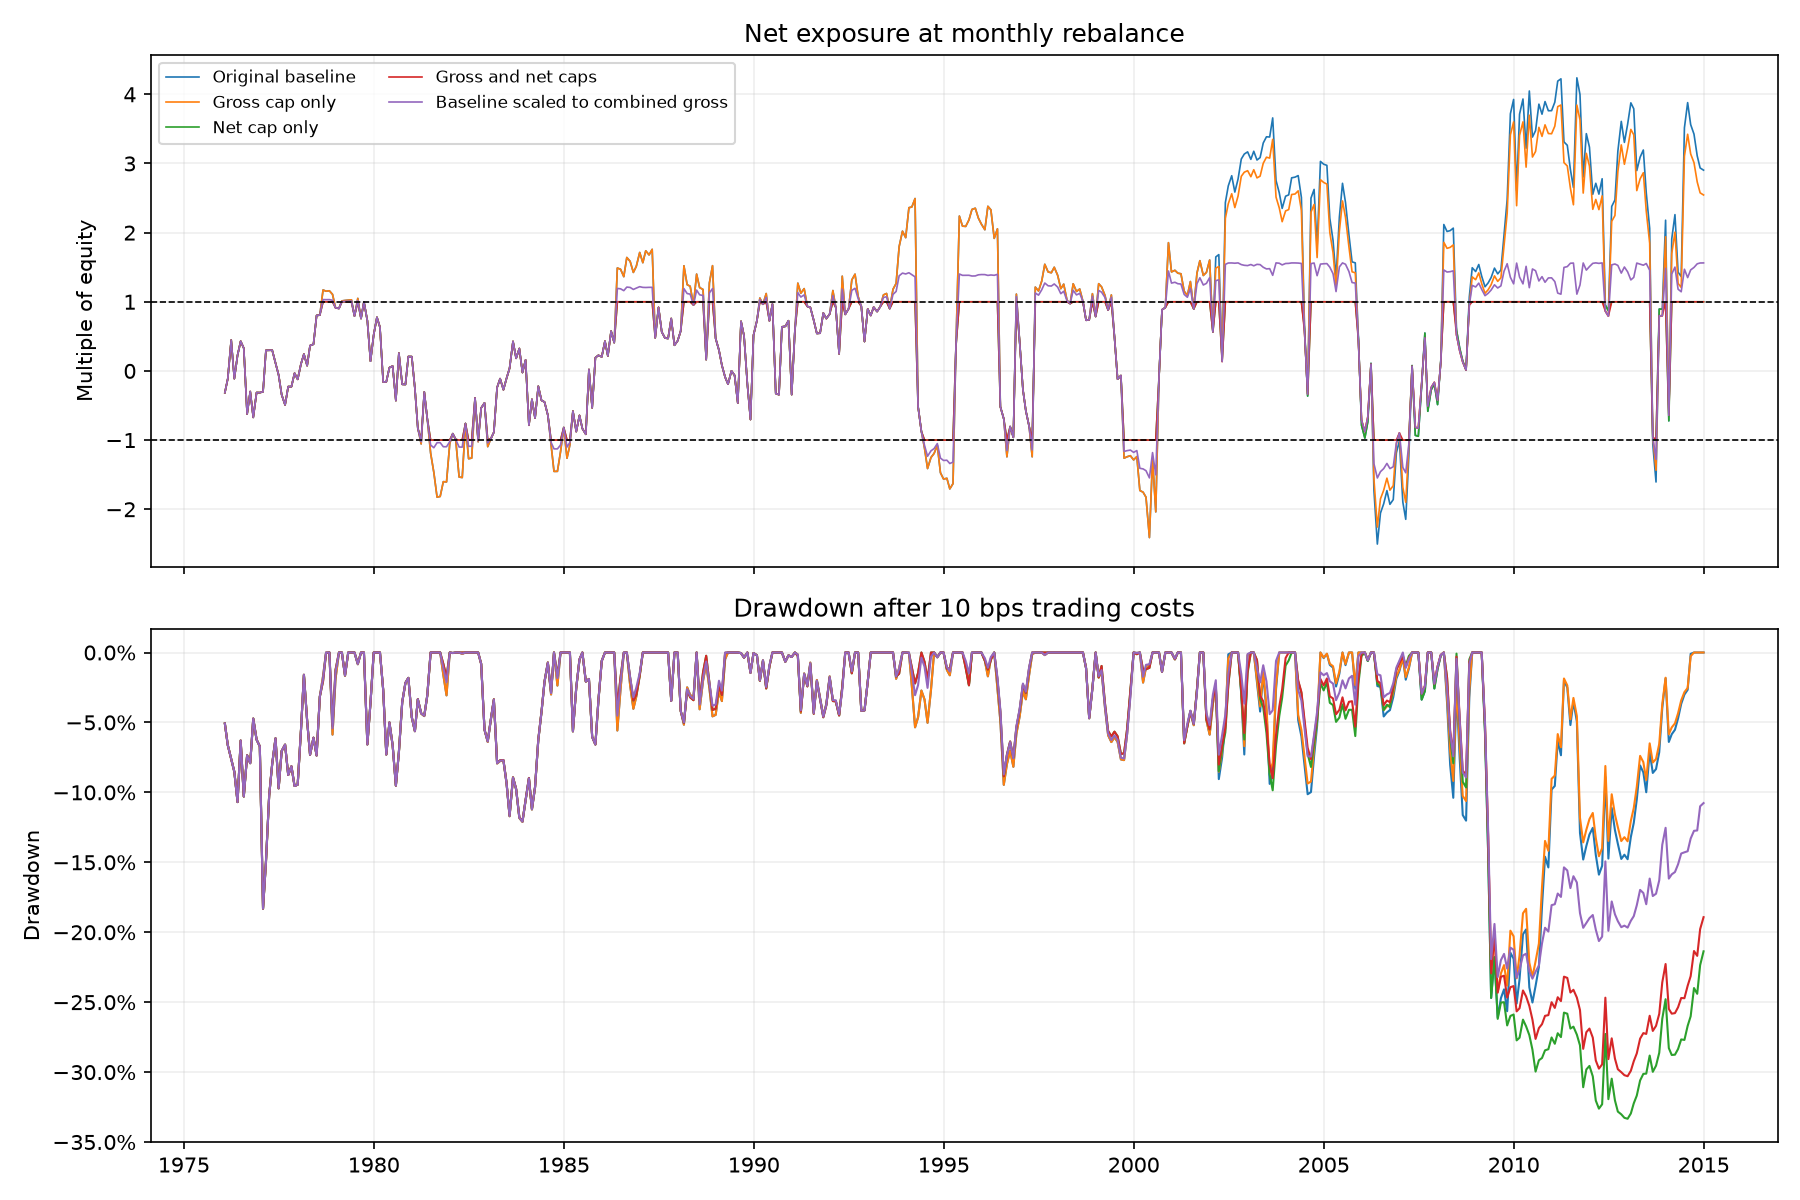 Net exposure at monthly rebalance
Original baseline
Gross cap only
Net cap only
Gross and net caps
Baseline scaled to combined gross
Multiple of equity
4
3
2
1
0
−1
−2
Drawdown after 10 bps trading costs
Drawdown
0.0%
−5.0%
−10.0%
−15.0%
−20.0%
−25.0%
−30.0%
−35.0%
1975 1980 1985 1990 1995 2000 2005 2010 2015